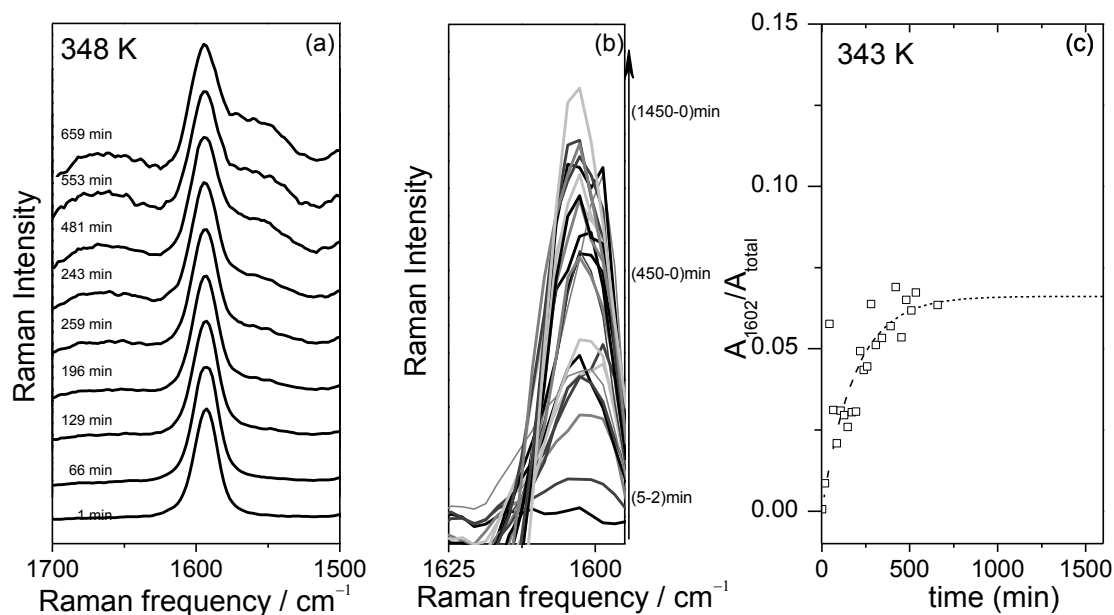 348 K
(a)
659 min
553 min
481 min
243 min
259 min
196 min
129 min
66 min
1 min
Raman Intensity
1700
1600
1500
Raman frequency / cm⁻¹
(b)
(1450-0)min
(450-0)min
(5-2)min
Raman Intensity
1625
1600
Raman frequency / cm⁻¹
343 K
(c)
0.15
0.10
0.05
0.00
A1602/Atotal
0
500
1000
1500
time (min)